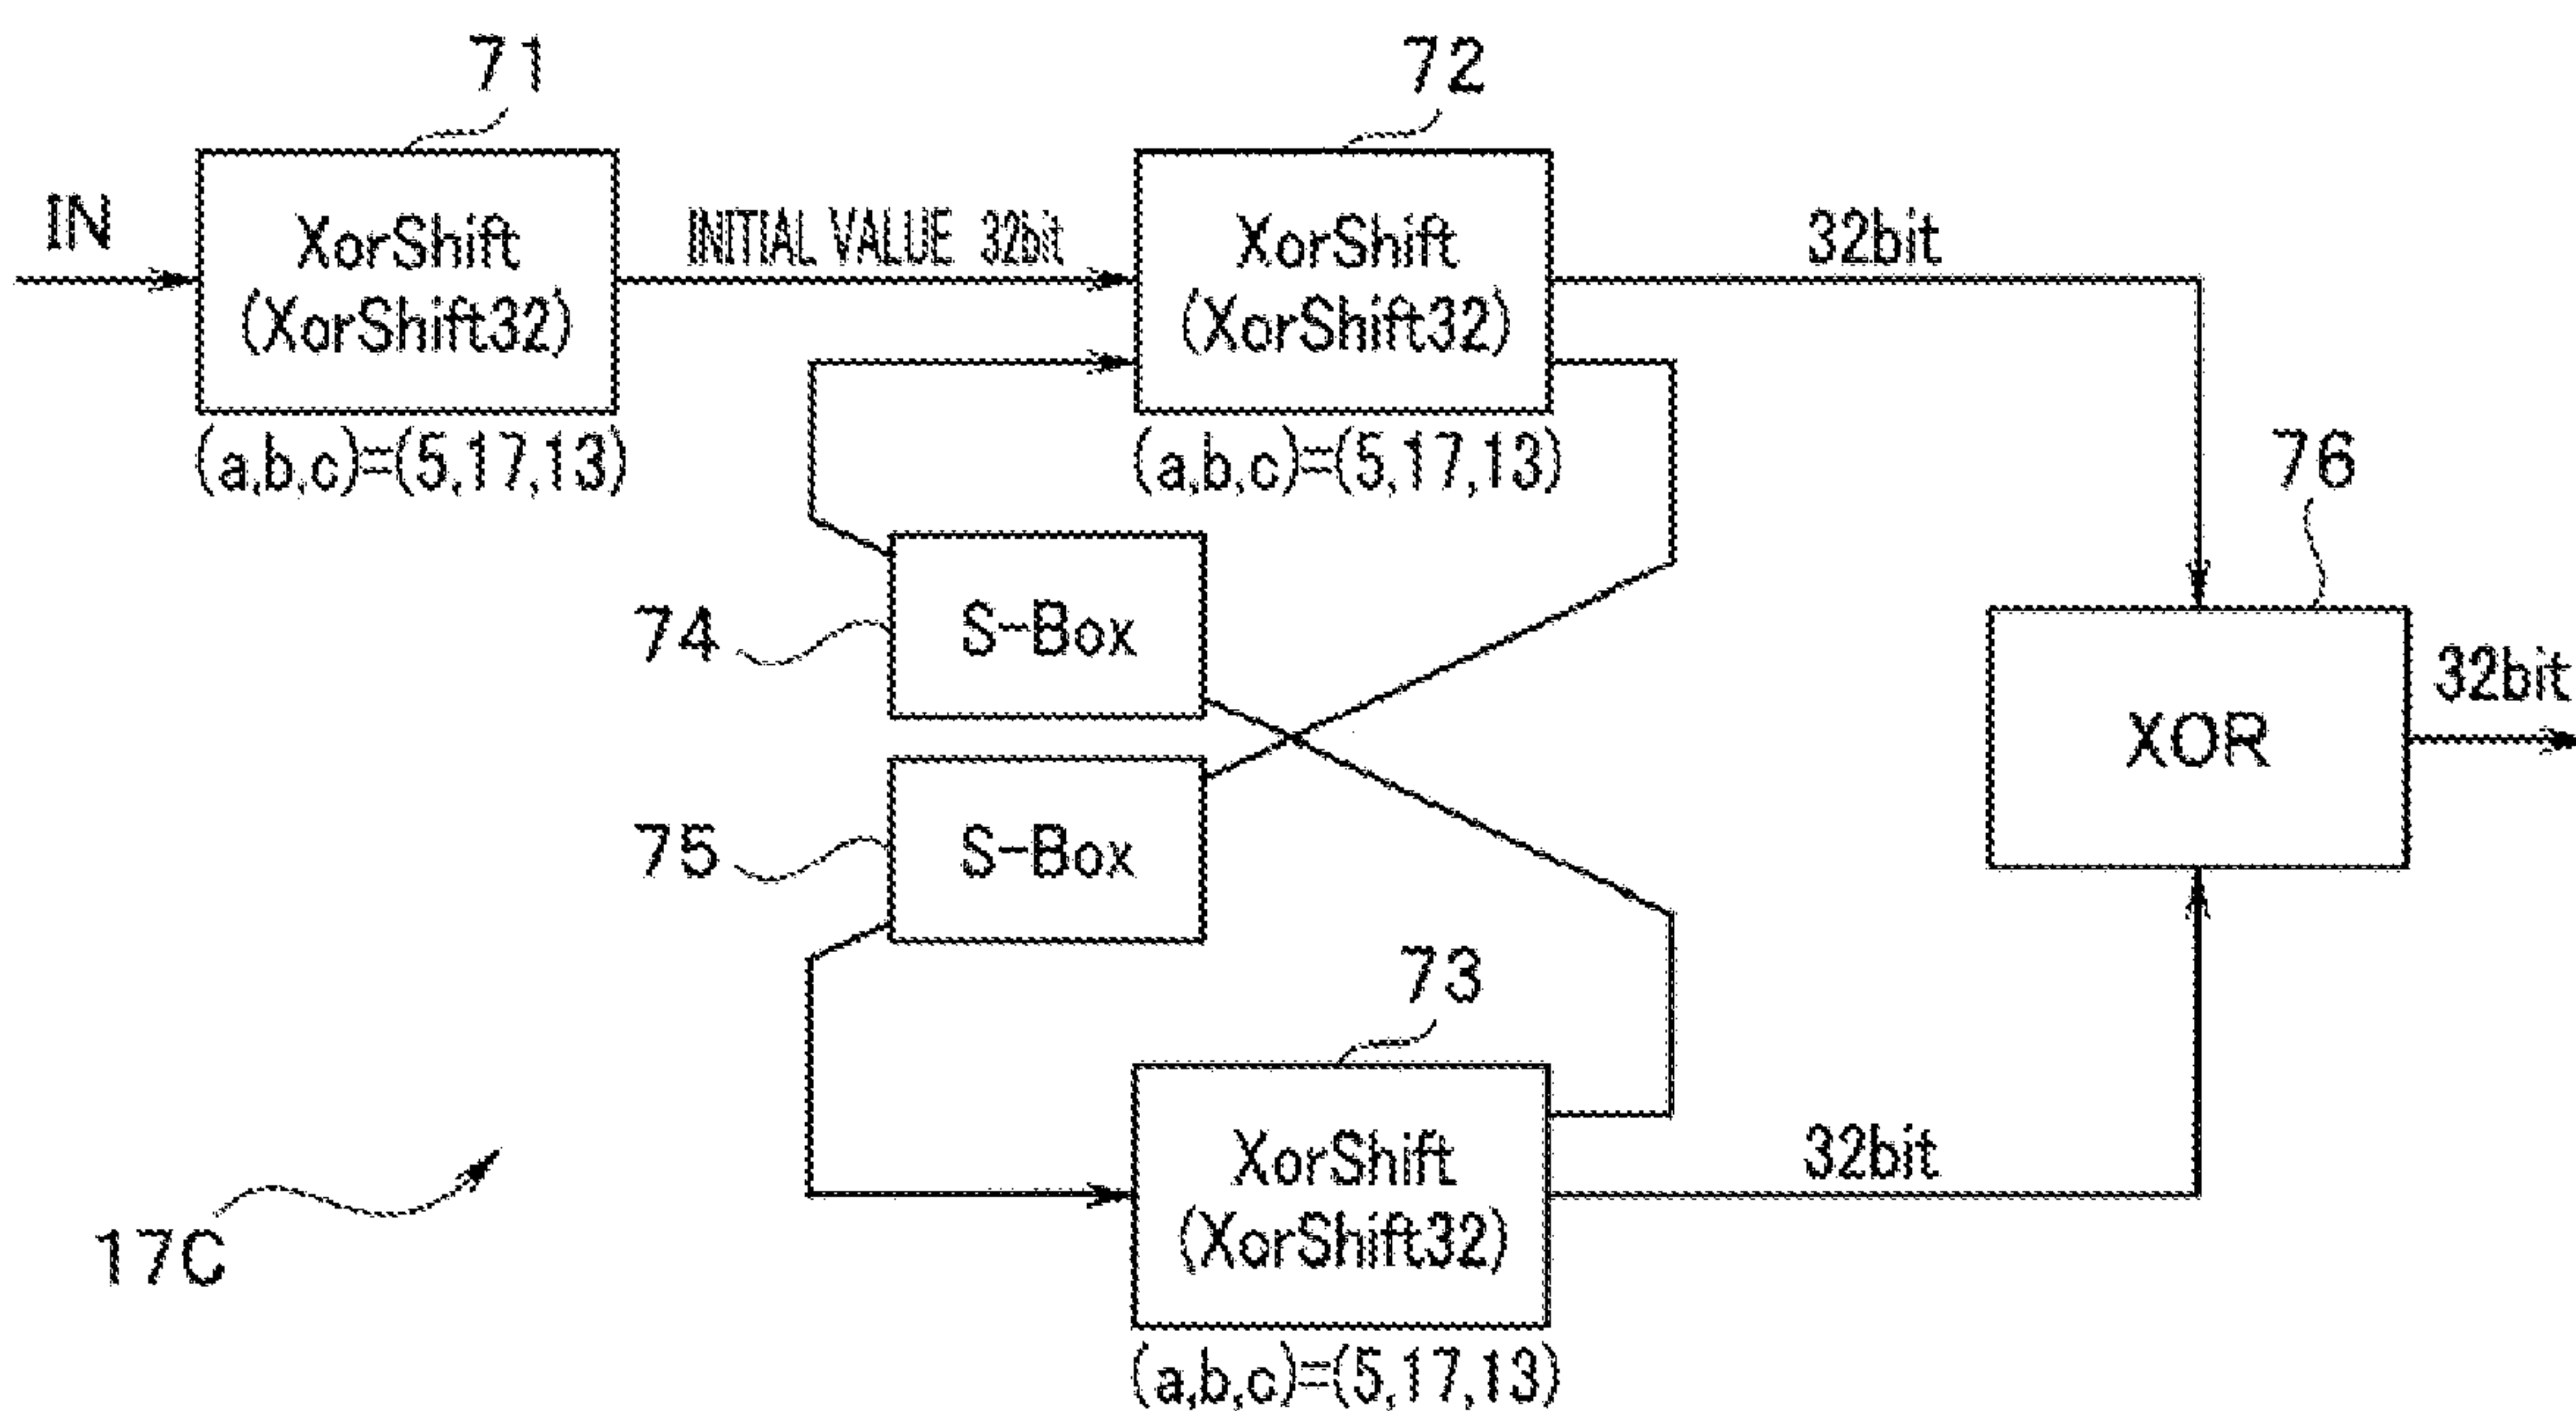 71
72
IN
XorShift
(XorShift32)
(a,b,c)=(5,17,13)
INITIAL VALUE 32bit
XorShift
(XorShift32)
(a,b,c)=(5,17,13)
32bit
76
74
S-Box
XOR
32bit
75
S-Box
73
XorShift
(XorShift32)
(a,b,c)=(5,17,13)
32bit
17C